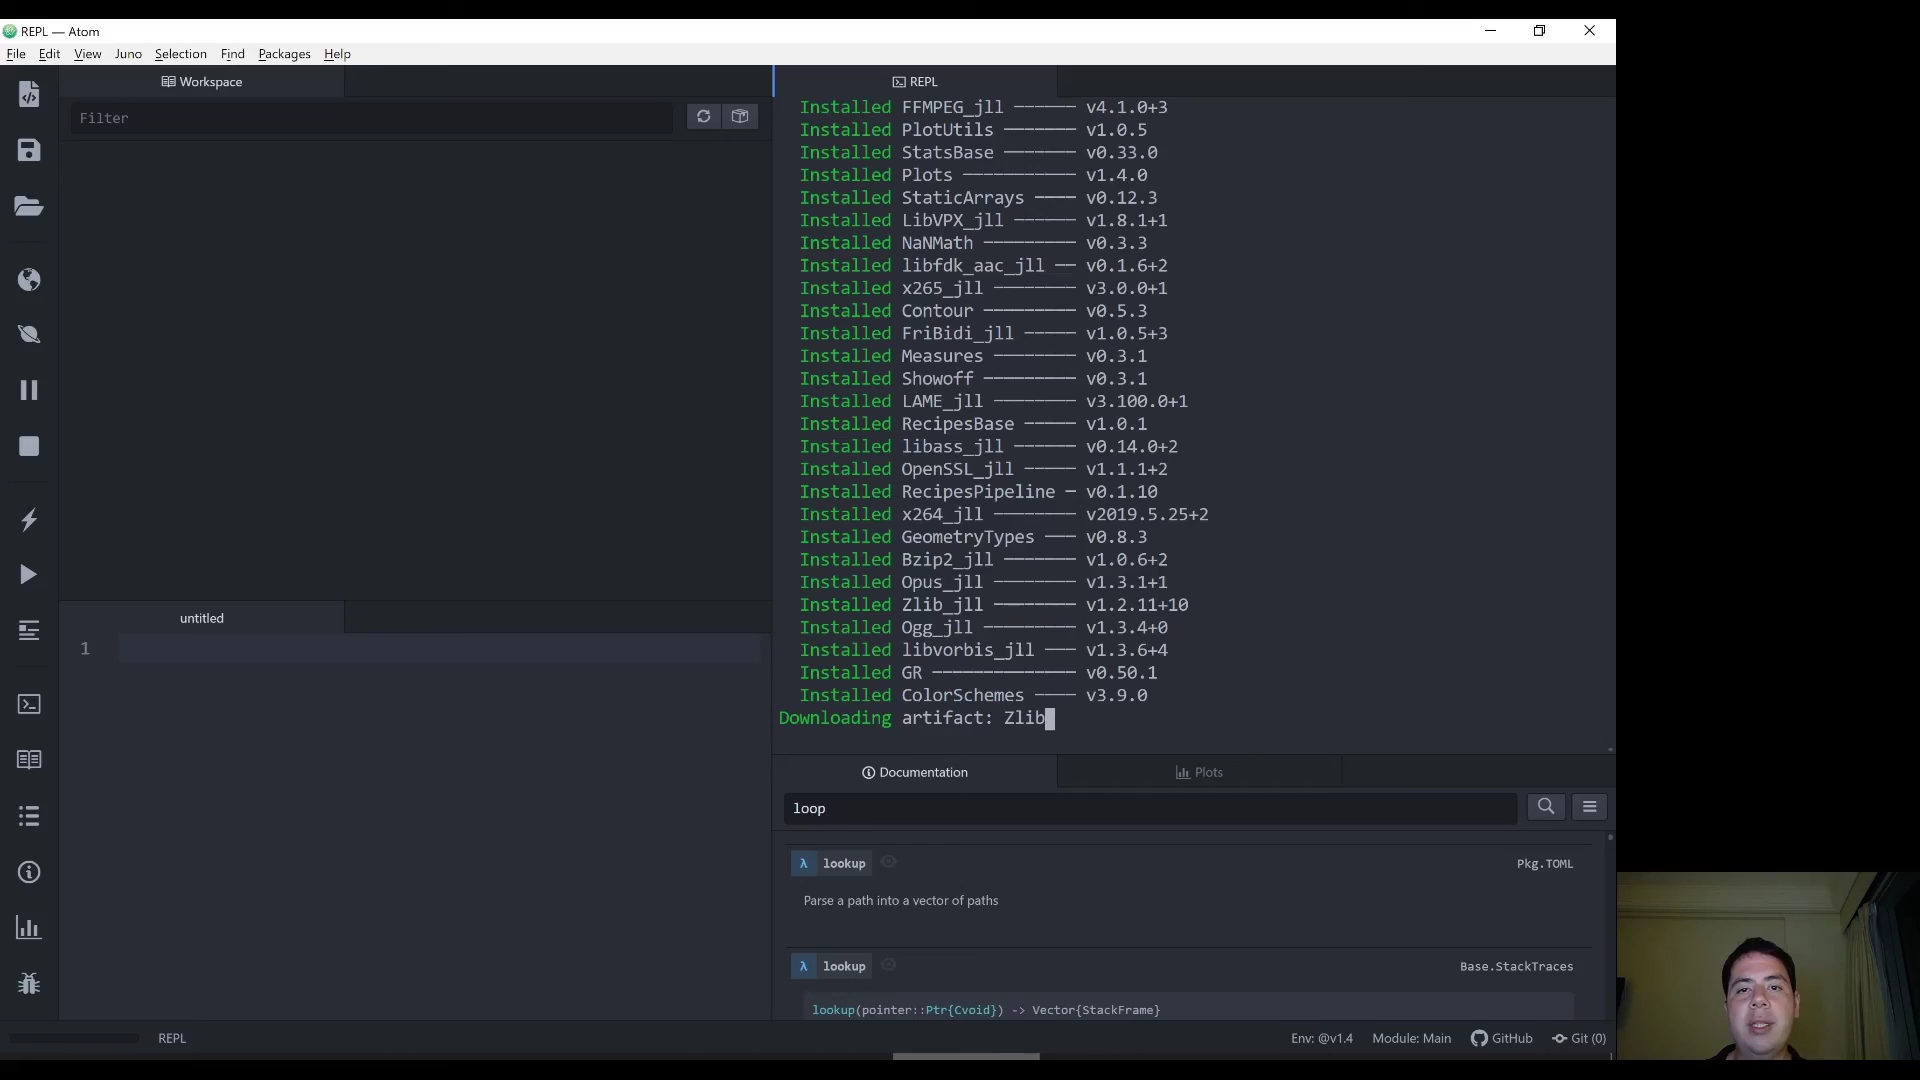 REPL — Atom
File Edit View Juno Selection Find Packages Help
Workspace
Filter
REPL
Installed FFMPEG_jll ────── v4.1.0+3
Installed PlotUtils ─────── v1.0.5
Installed StatsBase ─────── v0.33.0
Installed Plots ─────────── v1.4.0
Installed StaticArrays ──── v0.12.3
Installed LibVPX_jll ────── v1.8.1+1
Installed NaNMath ───────── v0.3.3
Installed libfdk_aac_jll ── v0.1.6+2
Installed x265_jll ──────── v3.0.0+1
Installed Contour ───────── v0.5.3
Installed FriBidi_jll ───── v1.0.5+3
Installed Measures ──────── v0.3.1
Installed Showoff ───────── v0.3.1
Installed LAME_jll ──────── v3.100.0+1
Installed RecipesBase ───── v1.0.1
Installed libass_jll ────── v0.14.0+2
Installed OpenSSL_jll ───── v1.1.1+2
Installed RecipesPipeline ─ v0.1.10
Installed x264_jll ──────── v2019.5.25+2
Installed GeometryTypes ─── v0.8.3
Installed Bzip2_jll ─────── v1.0.6+2
Installed Opus_jll ──────── v1.3.1+1
Installed Zlib_jll ──────── v1.2.11+10
Installed Ogg_jll ───────── v1.3.4+0
Installed libvorbis_jll ─── v1.3.6+4
Installed GR ────────────── v0.50.1
Installed ColorSchemes ──── v3.9.0
Downloading artifact: Zlib
untitled
1
Documentation
Plots
loop
λ lookup Pkg.TOML
Parse a path into a vector of paths
λ lookup Base.StackTraces
lookup(pointer::Ptr{Cvoid}) -> Vector{StackFrame}
REPL Env: @v1.4 Module: Main GitHub Git (0)